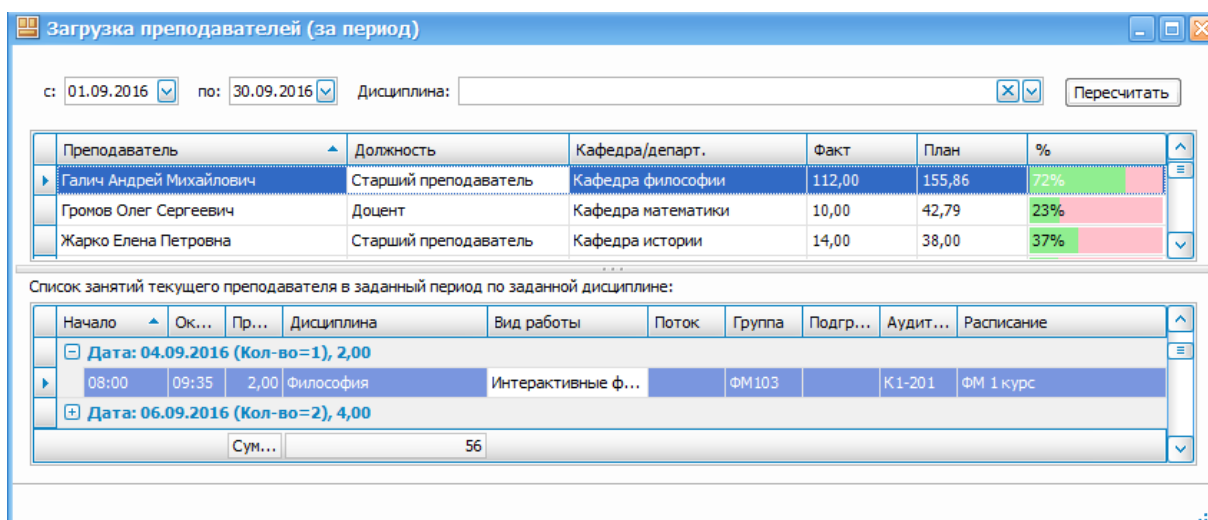 Загрузка преподавателей (за период)
с: 01.09.2016 по: 30.09.2016 Дисциплина: Пересчитать
Преподаватель Должность Кафедра/департ. Факт План %
Галич Андрей Михайлович Старший преподаватель Кафедра философии 112,00 155,86 72%
Громов Олег Сергеевич Доцент Кафедра математики 10,00 42,79 23%
Жарко Елена Петровна Старший преподаватель Кафедра истории 14,00 38,00 37%
Список занятий текущего преподавателя в заданный период по заданной дисциплине:
Начало Ок... Пр... Дисциплина Вид работы Поток Группа Подгр... Аудит... Расписание
Дата: 04.09.2016 (Кол-во=1), 2,00
08:00 09:35 2,00 Философия Интерактивные ф... ФМ103 К1-201 ФМ 1 курс
Дата: 06.09.2016 (Кол-во=2), 4,00
Сум... 56